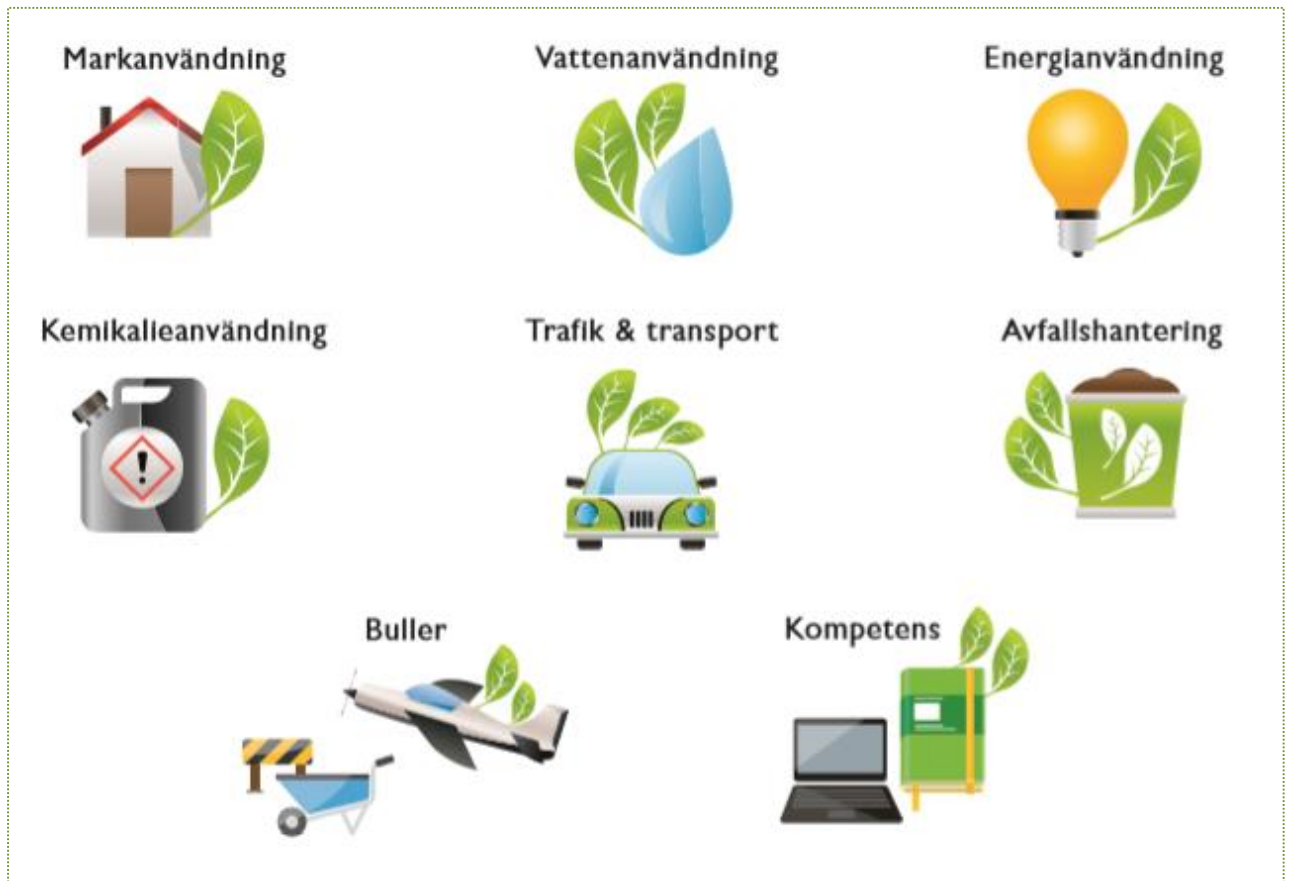 Markanvändning
Vattenanvändning
Energianvändning
Kemikalieanvändning
Trafik & transport
Avfallshantering
Buller
Kompetens